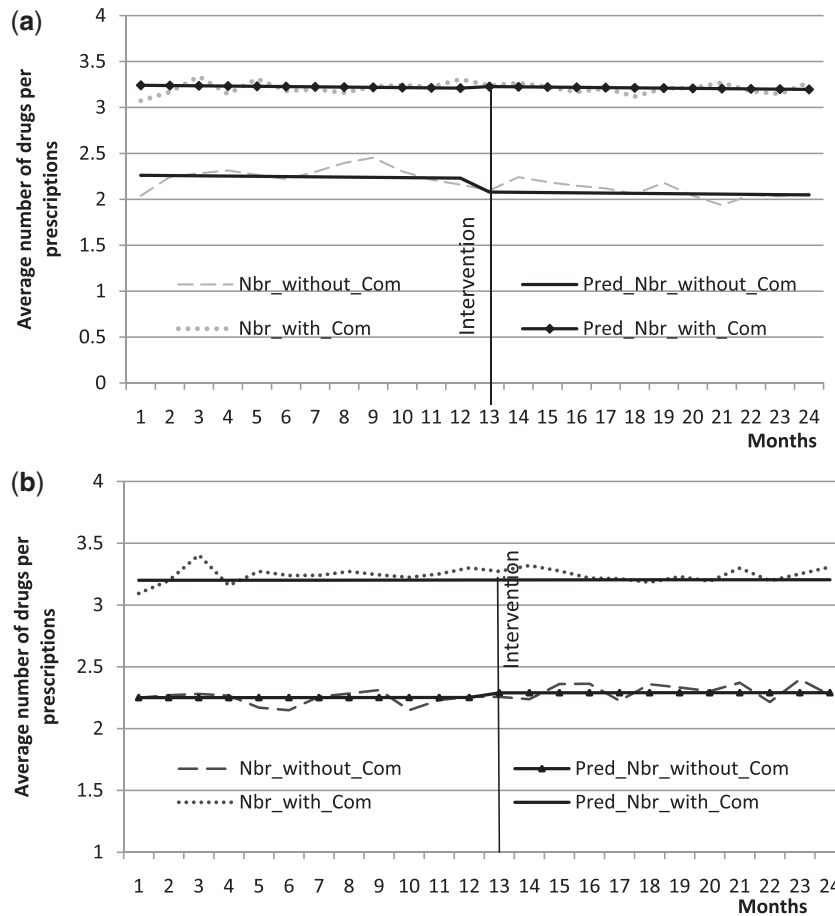 (a)
Average number of drugs per
prescriptions
4
3.5
3
2.5
2
1.5
1
0.5
0
Intervention
Nbr_without_Com
Pred_Nbr_without_Com
Nbr_with_Com
Pred_Nbr_with_Com
1 2 3 4 5 6 7 8 9 10 11 12 13 14 15 16 17 18 19 20 21 22 23 24
Months
(b)
Average number of drugs per
prescriptions
4
3.5
3
2.5
2
1.5
1
Intervention
Nbr_without_Com
Pred_Nbr_without_Com
Nbr_with_Com
Pred_Nbr_with_Com
1 2 3 4 5 6 7 8 9 10 11 12 13 14 15 16 17 18 19 20 21 22 23 24
Months